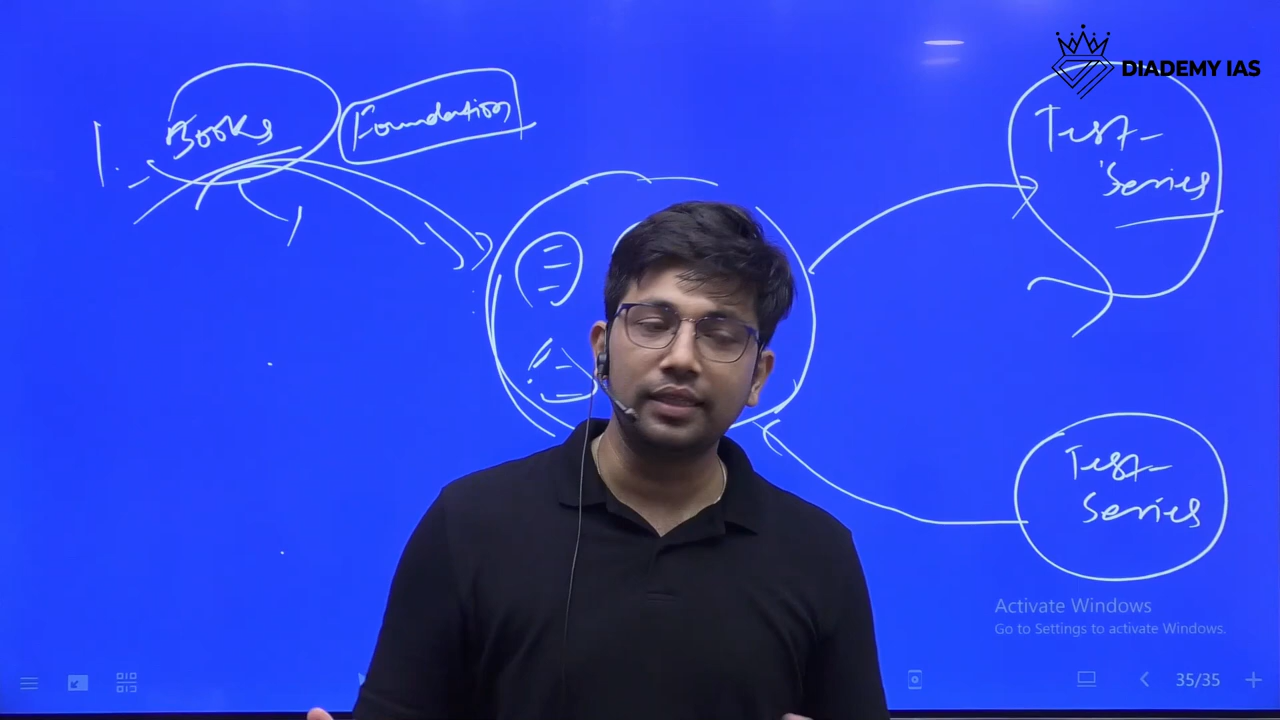 DIADEMY IAS
1. Books
Foundation
Test-
Series
Test-
Series
Activate Windows
Go to Settings to activate Windows.
35/35